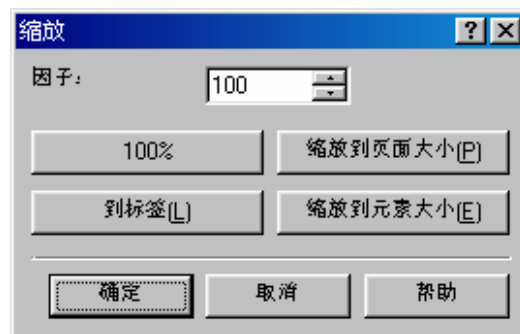 缩放
因子:
100
100%
缩放到页面大小(P)
到标签(L)
缩放到元素大小(E)
确定
取消
帮助